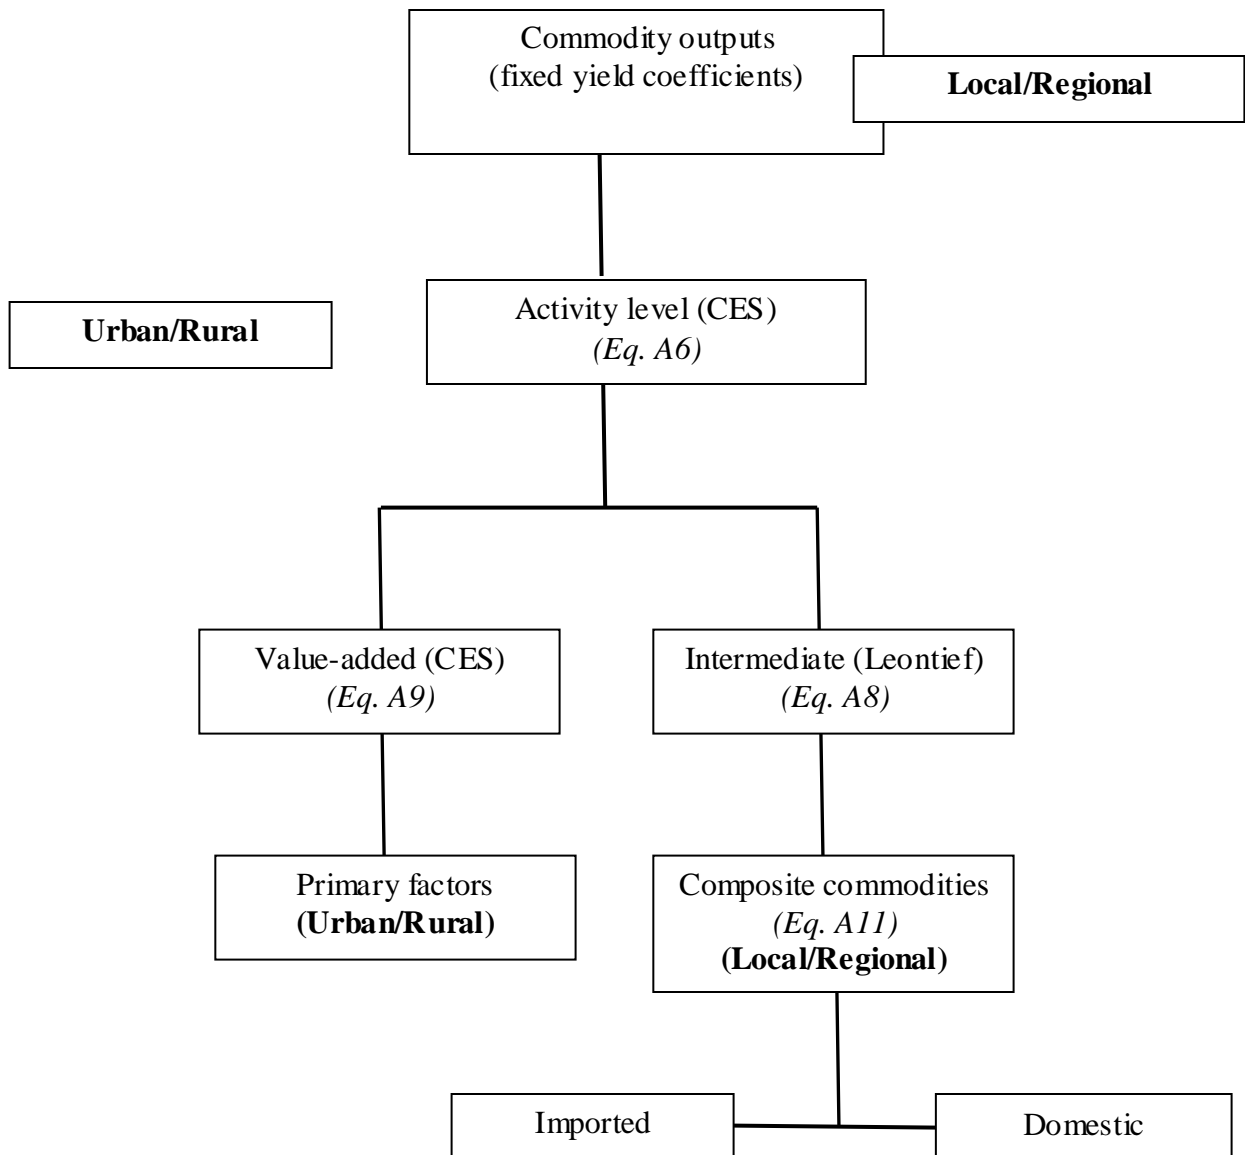 Commodity outputs
(fixed yield coefficients)
Local/Regional
Urban/Rural
Activity level (CES)
(Eq. A6)
Value-added (CES)
(Eq. A9)
Intermediate (Leontief)
(Eq. A8)
Primary factors
(Urban/Rural)
Composite commodities
(Eq. A11)
(Local/Regional)
Imported
Domestic